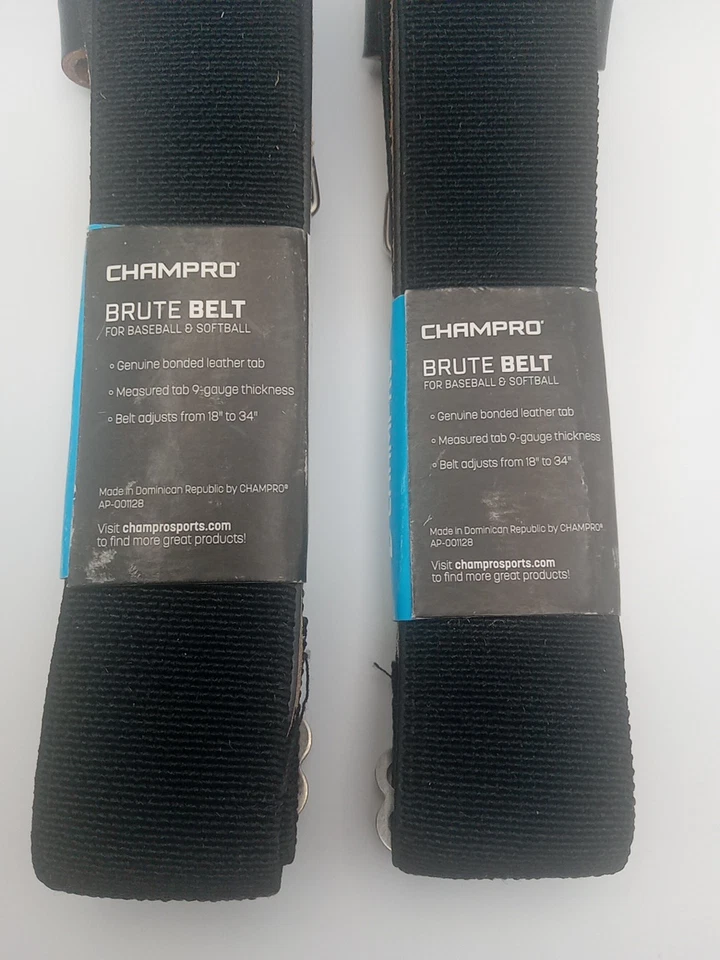 CHAMPRO®
BRUTE BELT
FOR BASEBALL & SOFTBALL
Genuine bonded leather tab
Measured tab 9-gauge thickness
Belt adjusts from 18" to 34"
Made in Dominican Republic by CHAMPRO®
AP-001128
Visit champrosports.com
to find more great products!
CHAMPRO®
BRUTE BELT
FOR BASEBALL & SOFTBALL
Genuine bonded leather tab
Measured tab 9-gauge thickness
Belt adjusts from 18" to 34"
Made in Dominican Republic by CHAMPRO®
AP-001128
Visit champrosports.com
to find more great products!